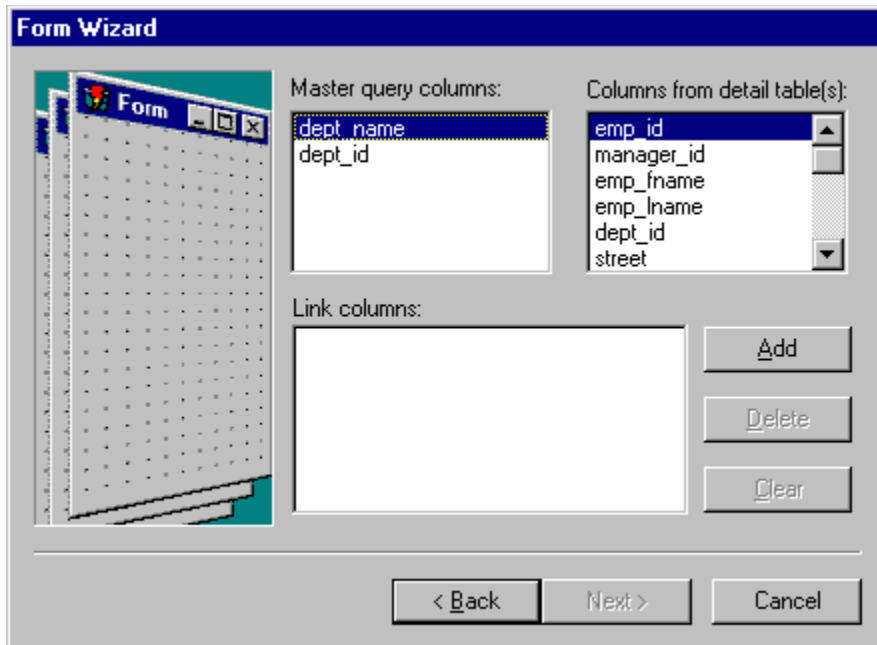 Form Wizard
Form
Master query columns:
dept_name
dept_id
Columns from detail table(s):
emp_id
manager_id
emp_fname
emp_lname
dept_id
street
Link columns:
Add
Delete
Clear
< Back
Next >
Cancel